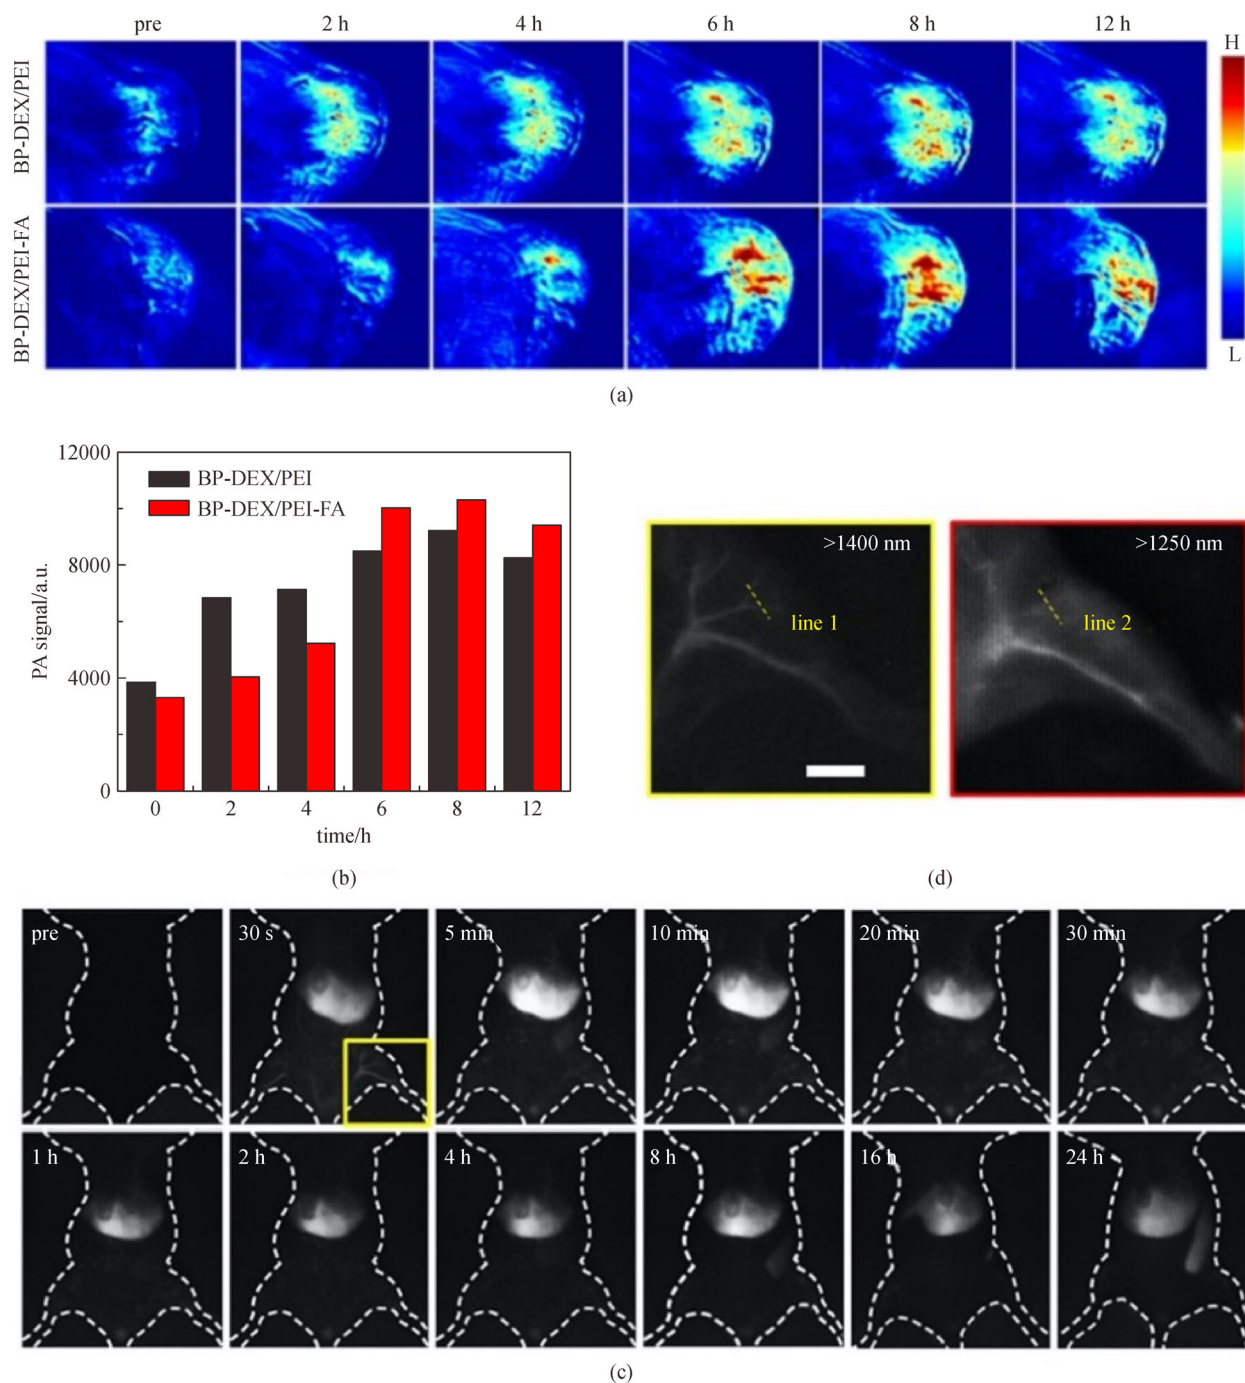 pre 2 h 4 h 6 h 8 h 12 h
H
BP-DEX/PEI
BP-DEX/PEI-FA
L
(a)
12000
8000
4000
0
PA signal/a.u.
BP-DEX/PEI
BP-DEX/PEI-FA
0 2 4 6 8 12
time/h
(b)
>1400 nm
line 1
>1250 nm
line 2
(d)
pre 30 s 5 min 10 min 20 min 30 min
1 h 2 h 4 h 8 h 16 h 24 h
(c)